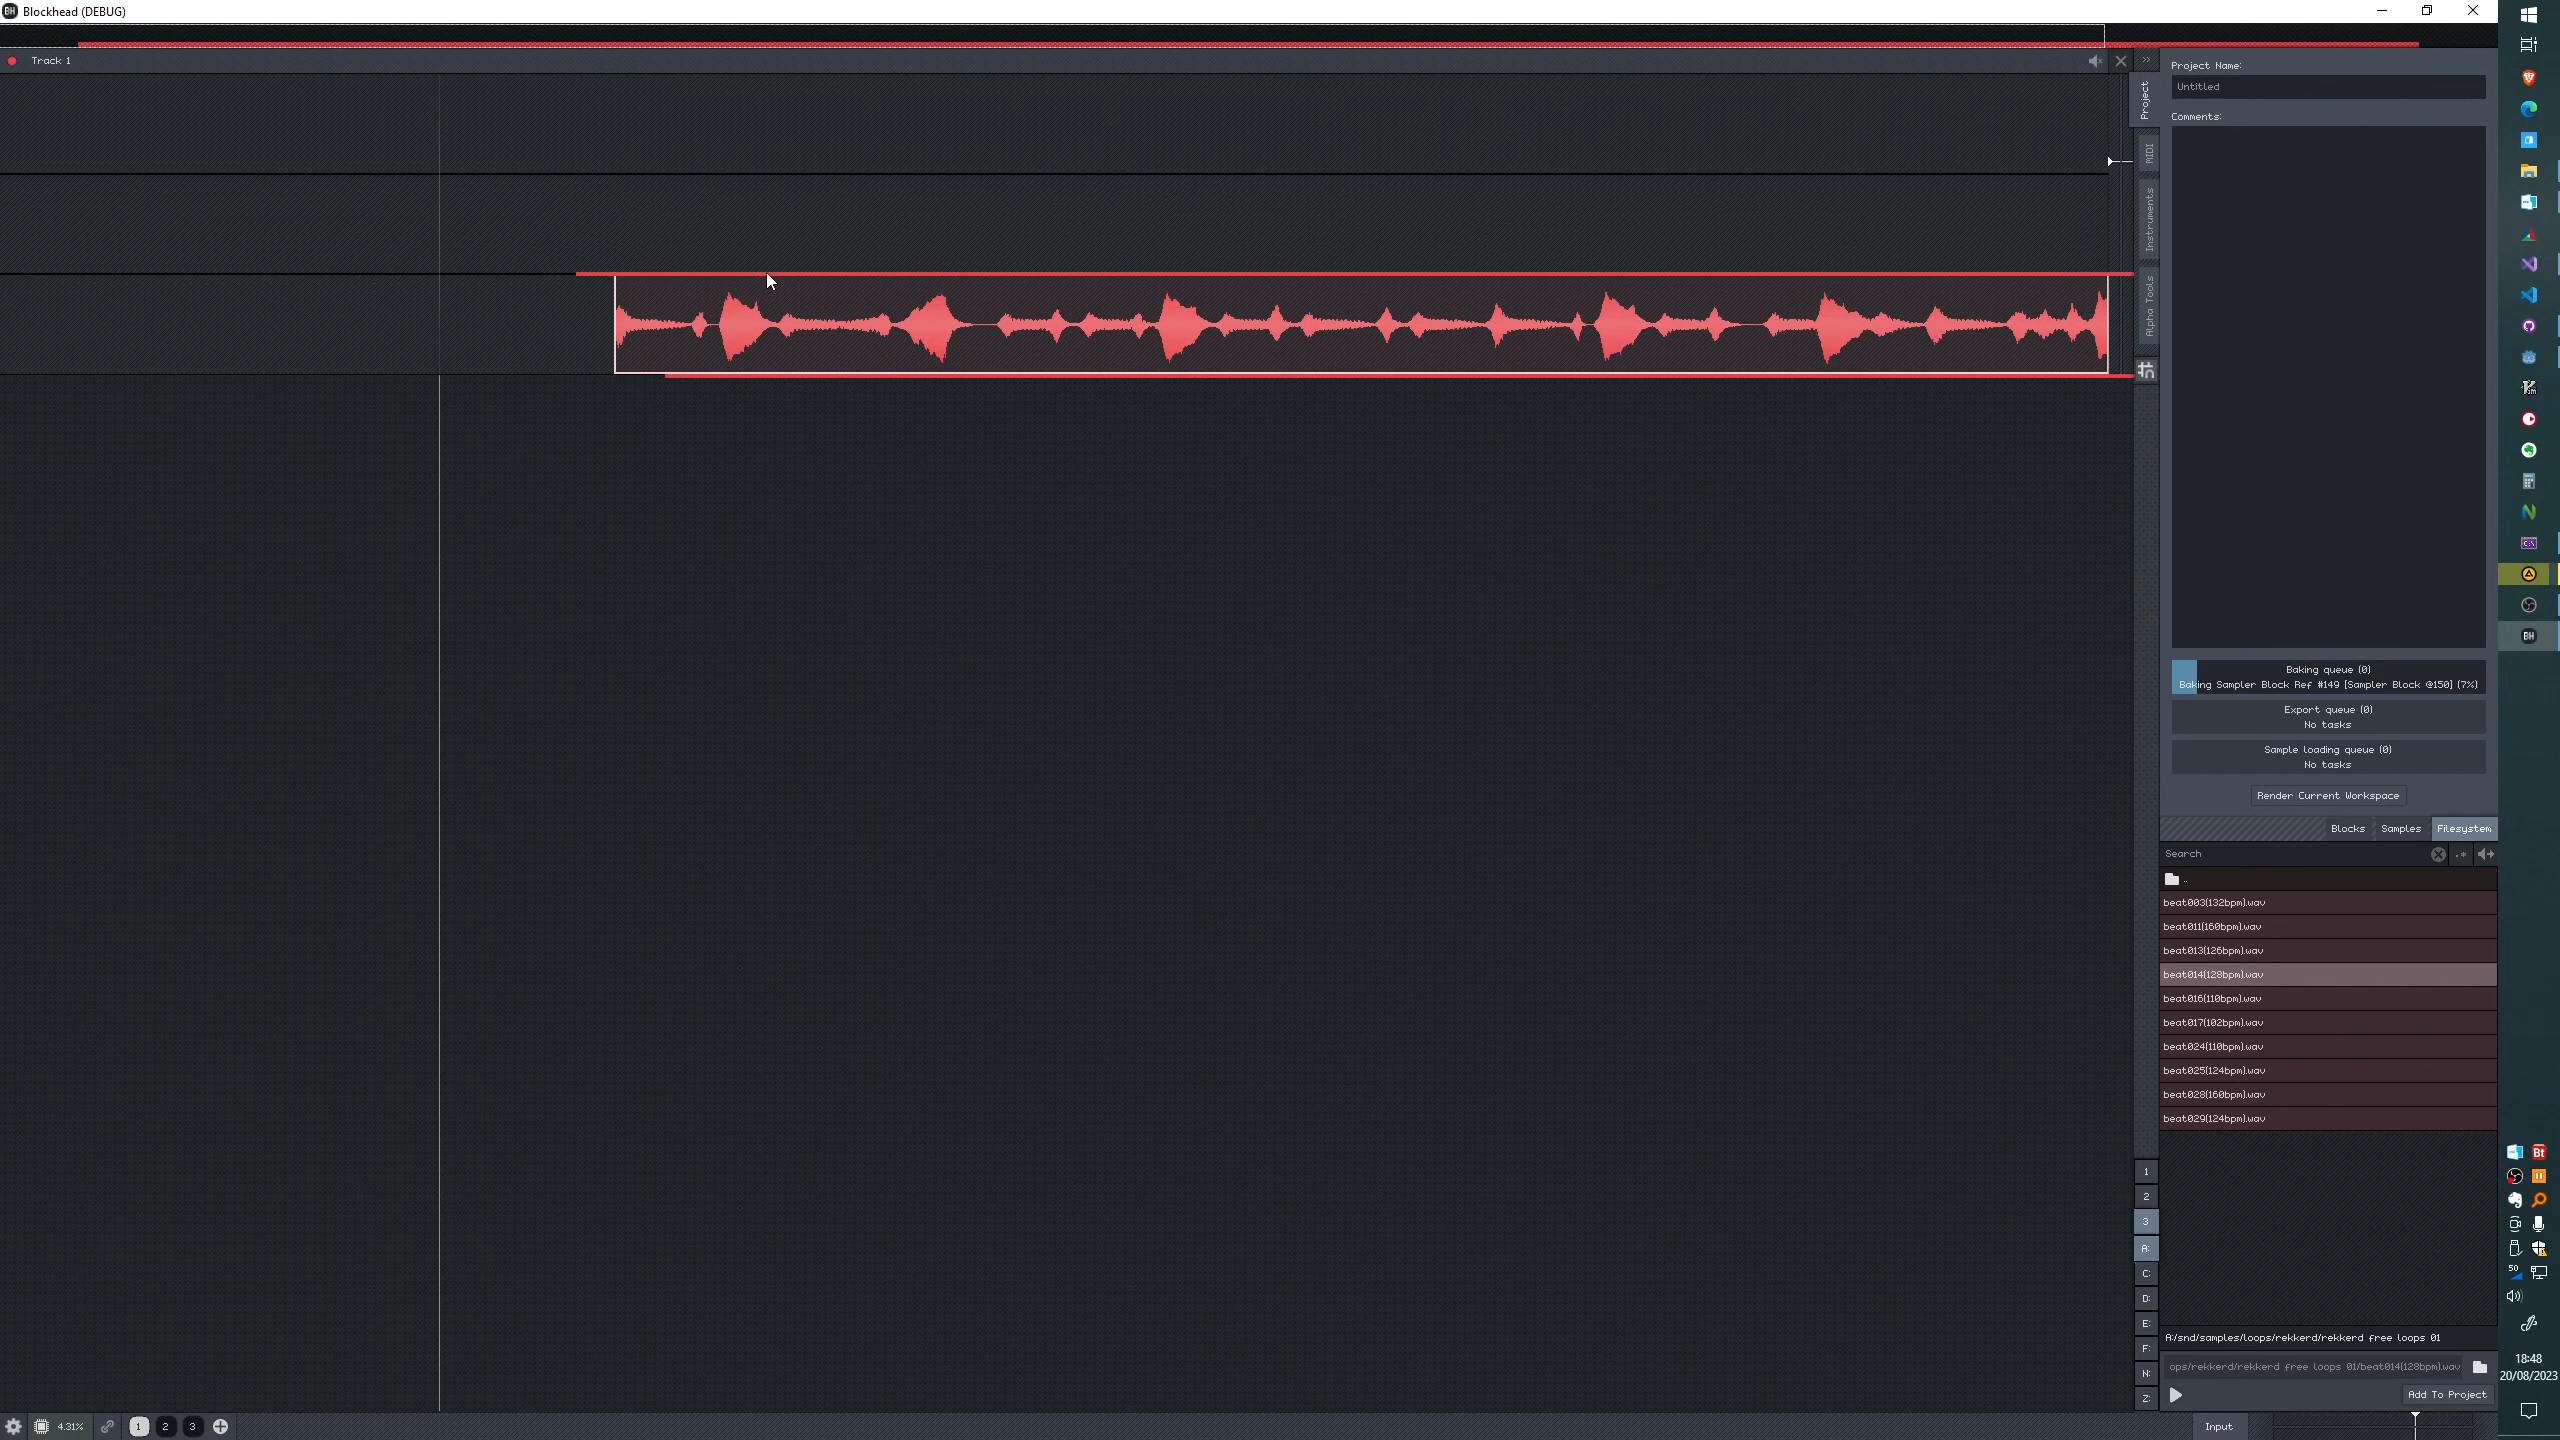 BH Blockhead (DEBUG)
Track 1
Project
MIDI
Instruments
Alpha Tools
Project Name:
Untitled
Comments:
Baking queue (0)
Baking Sampler Block Ref #149 [Sampler Block @150] (7%)
Export queue (0)
No tasks
Sample loading queue (0)
No tasks
Render Current Workspace
Blocks Samples Filesystem
Search .*
..
beat003(132bpm).wav
beat011(160bpm).wav
beat013(126bpm).wav
beat014(128bpm).wav
beat016(110bpm).wav
beat017(102bpm).wav
beat024(110bpm).wav
beat025(124bpm).wav
beat028(160bpm).wav
beat029(124bpm).wav
1
2
3
A:
C:
D:
E:
F:
N:
Z:
A:/snd/samples/loops/rekkerd/rekkerd free loops 01
ops/rekkerd/rekkerd free loops 01/beat014(128bpm).wav
Add To Project
4.31% 1 2 3
Input
BH
Bt
50
18:48
20/08/2023